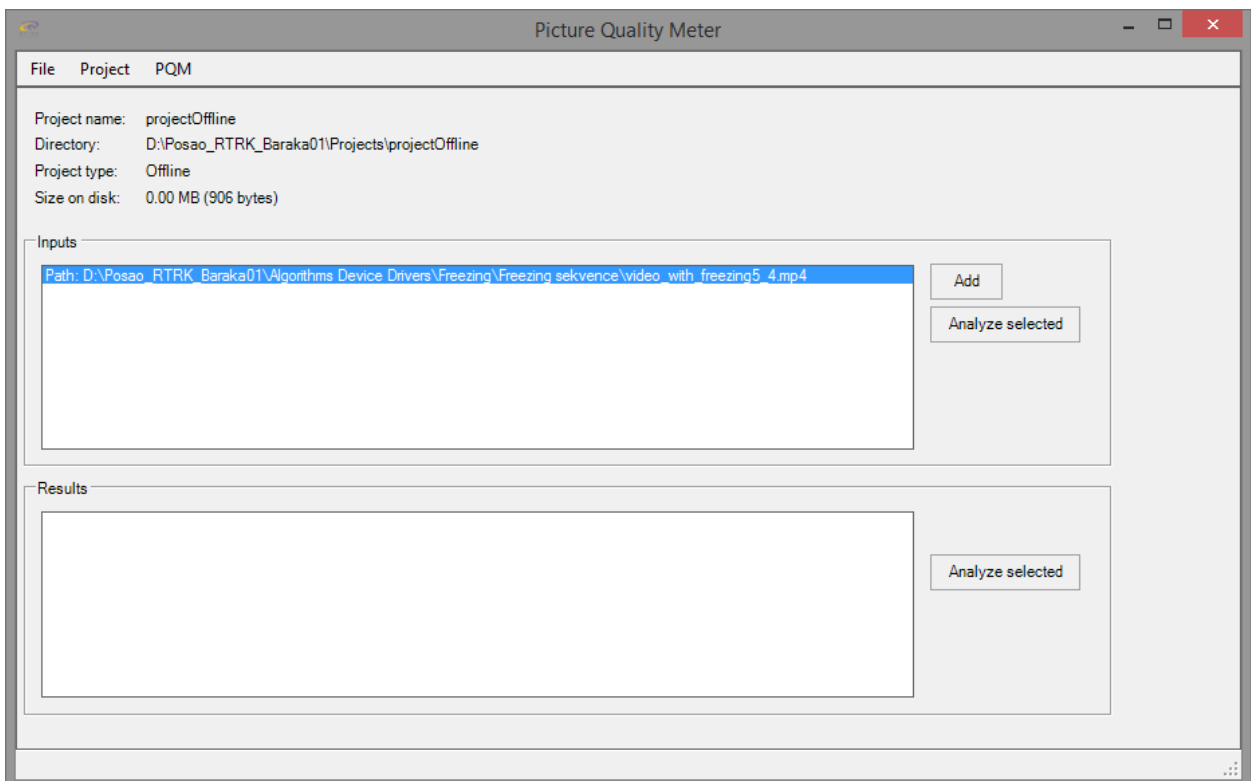 Picture Quality Meter
File Project PQM
Project name: projectOffline
Directory: D:\Posao_RTRK_Baraka01\Projects\projectOffline
Project type: Offline
Size on disk: 0.00 MB (906 bytes)
Inputs
Path: D:\Posao_RTRK_Baraka01\Algorithms Device Drivers\Freezing\Freezing sekvence\video_with_freezing5_4.mp4
Add
Analyze selected
Results
Analyze selected